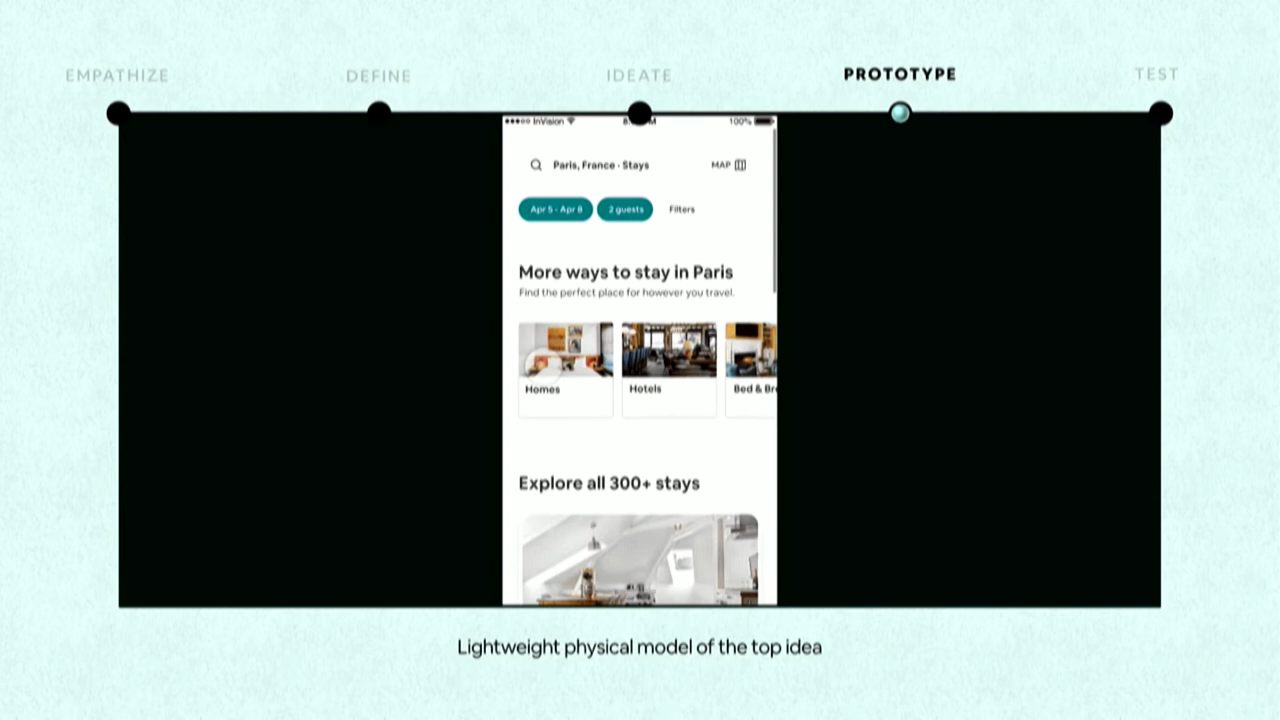 EMPATHIZE DEFINE IDEATE PROTOTYPE TEST
InVision 100%
Paris, France · Stays MAP
Apr 5 - Apr 8 2 guests Filters
More ways to stay in Paris
Find the perfect place for however you travel.
Homes Hotels Bed & Br
Explore all 300+ stays
Lightweight physical model of the top idea